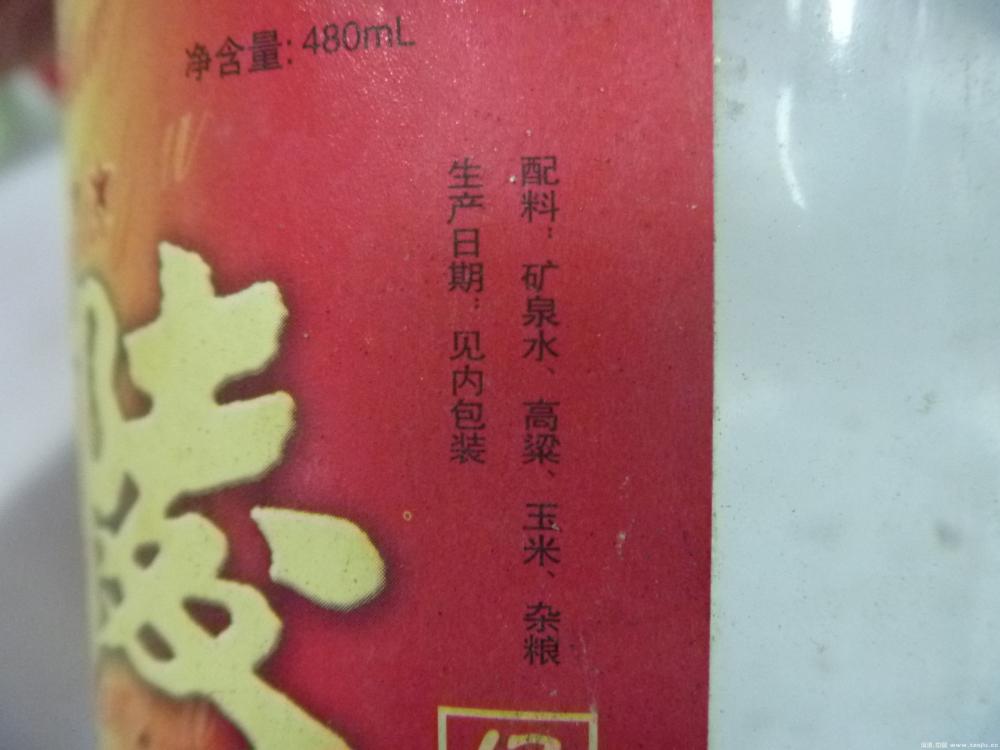 净含量: 480mL
配料: 矿泉水、高粱、玉米、杂粮
生产日期: 见内包装